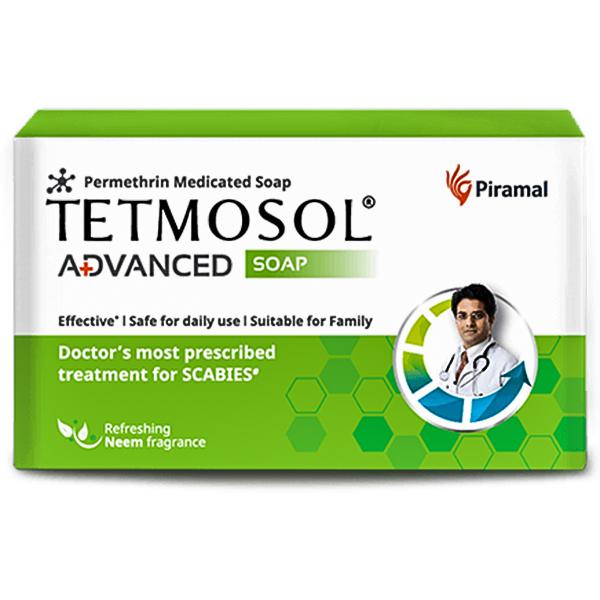 Permethrin Medicated Soap
TETMOSOL®
ADVANCED SOAP
Piramal
Effective* | Safe for daily use | Suitable for Family
Doctor's most prescribed
treatment for SCABIES#
Refreshing
Neem fragrance